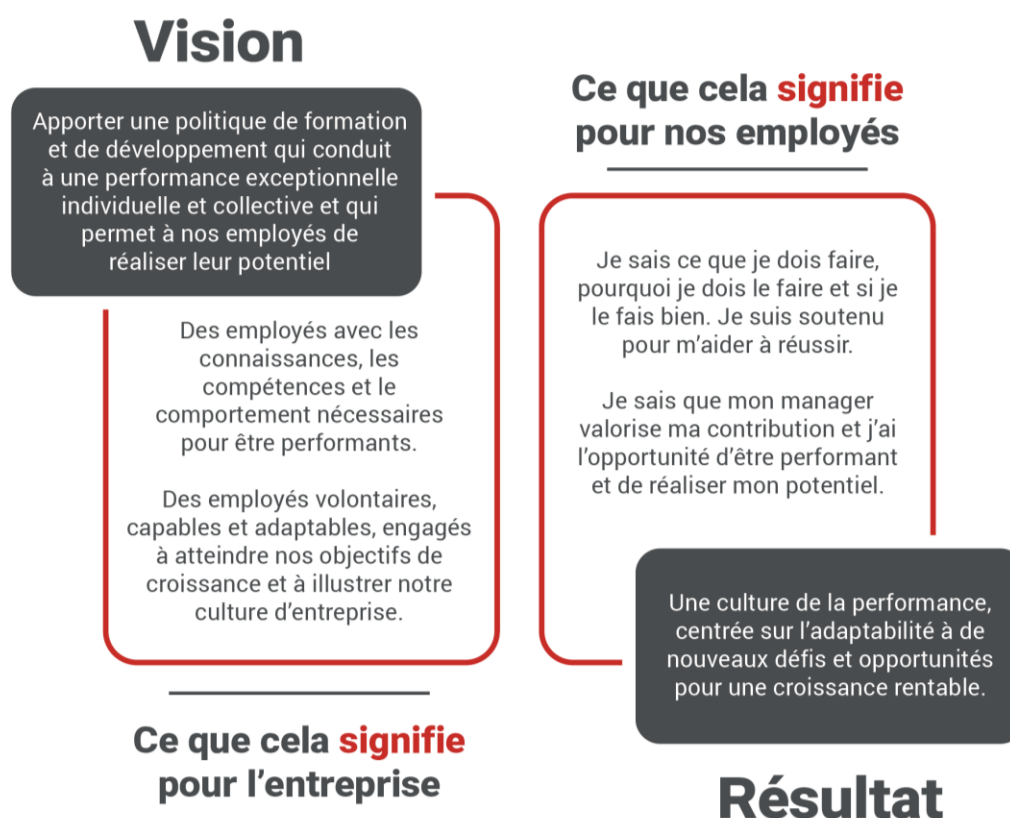 Vision
Apporter une politique de formation
et de développement qui conduit
à une performance exceptionnelle
individuelle et collective et qui
permet à nos employés de
réaliser leur potentiel
Des employés avec les
connaissances, les
compétences et le
comportement nécessaires
pour être performants.
Des employés volontaires,
capables et adaptables, engagés
à atteindre nos objectifs de
croissance et à illustrer notre
culture d’entreprise.
Ce que cela signifie
pour l’entreprise
Ce que cela signifie
pour nos employés
Je sais ce que je dois faire,
pourquoi je dois le faire et si je
le fais bien. Je suis soutenu
pour m’aider à réussir.
Je sais que mon manager
valorise ma contribution et j’ai
l’opportunité d’être performant
et de réaliser mon potentiel.
Une culture de la performance,
centrée sur l’adaptabilité à de
nouveaux défis et opportunités
pour une croissance rentable.
Résultat